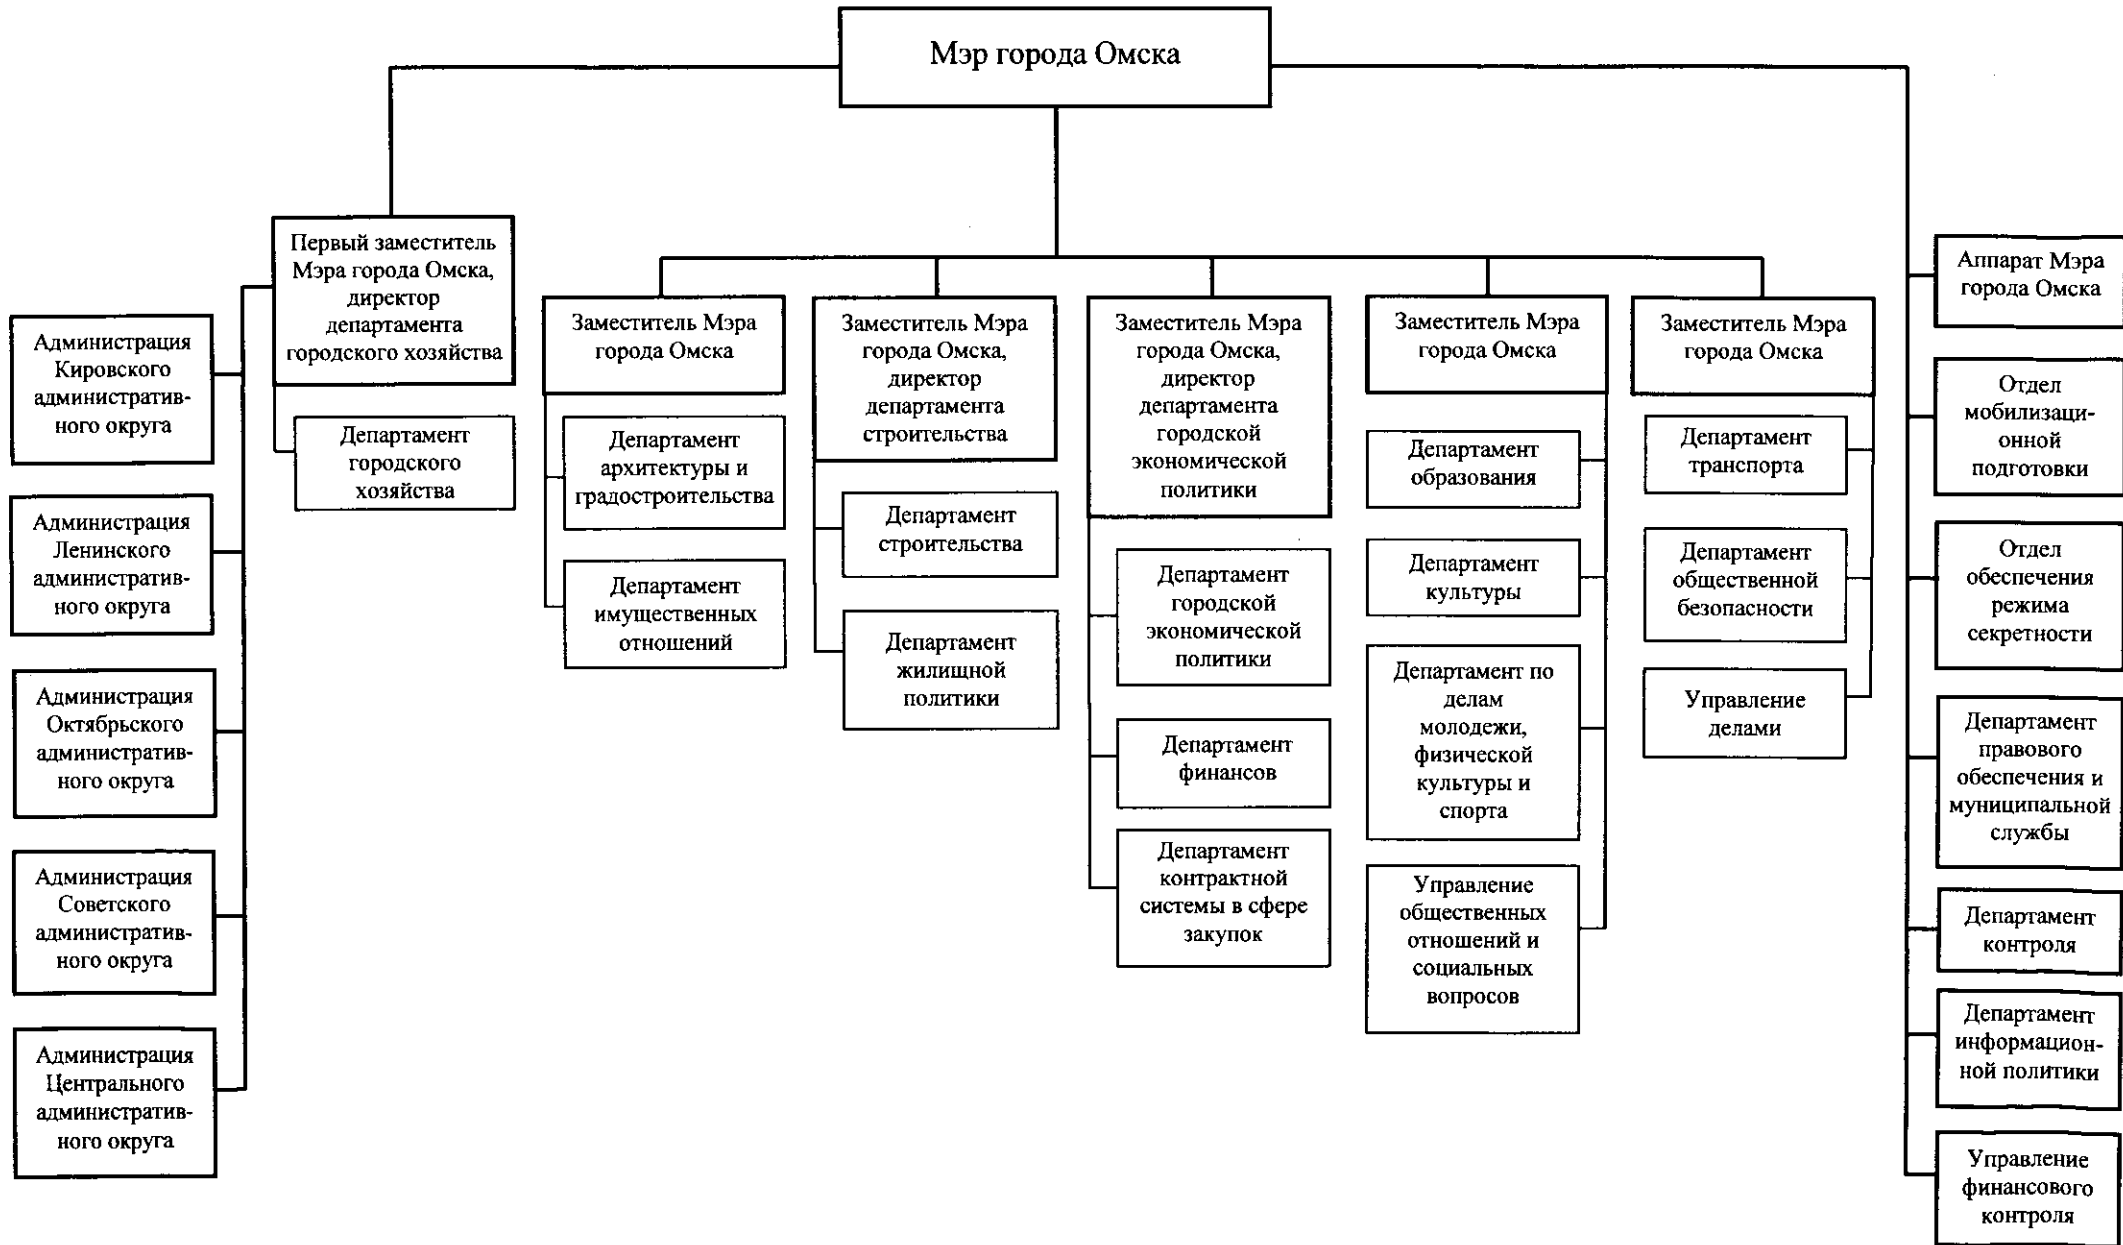 Мэр города Омска
Первый заместитель
Мэра города Омска,
директор
департамента
городского хозяйства
Департамент
городского
хозяйства
Администрация
Кировского
административ-
ного округа
Администрация
Ленинского
административ-
ного округа
Администрация
Октябрьского
административ-
ного округа
Администрация
Советского
административ-
ного округа
Администрация
Центрального
административ-
ного округа
Заместитель Мэра
города Омска
Департамент
архитектуры и
градостроительства
Департамент
имущественных
отношений
Заместитель Мэра
города Омска,
директор
департамента
строительства
Департамент
строительства
Департамент
жилищной
политики
Заместитель Мэра
города Омска,
директор
департамента
городской
экономической
политики
Департамент
городской
экономической
политики
Департамент
финансов
Департамент
контрактной
системы в сфере
закупок
Заместитель Мэра
города Омска
Департамент
образования
Департамент
культуры
Департамент по
делам
молодежи,
физической
культуры и
спорта
Управление
общественных
отношений и
социальных
вопросов
Заместитель Мэра
города Омска
Департамент
транспорта
Департамент
общественной
безопасности
Управление
делами
Аппарат Мэра
города Омска
Отдел
мобилизаци-
онной
подготовки
Отдел
обеспечения
режима
секретности
Департамент
правового
обеспечения и
муниципальной
службы
Департамент
контроля
Департамент
информацион-
ной политики
Управление
финансового
контроля